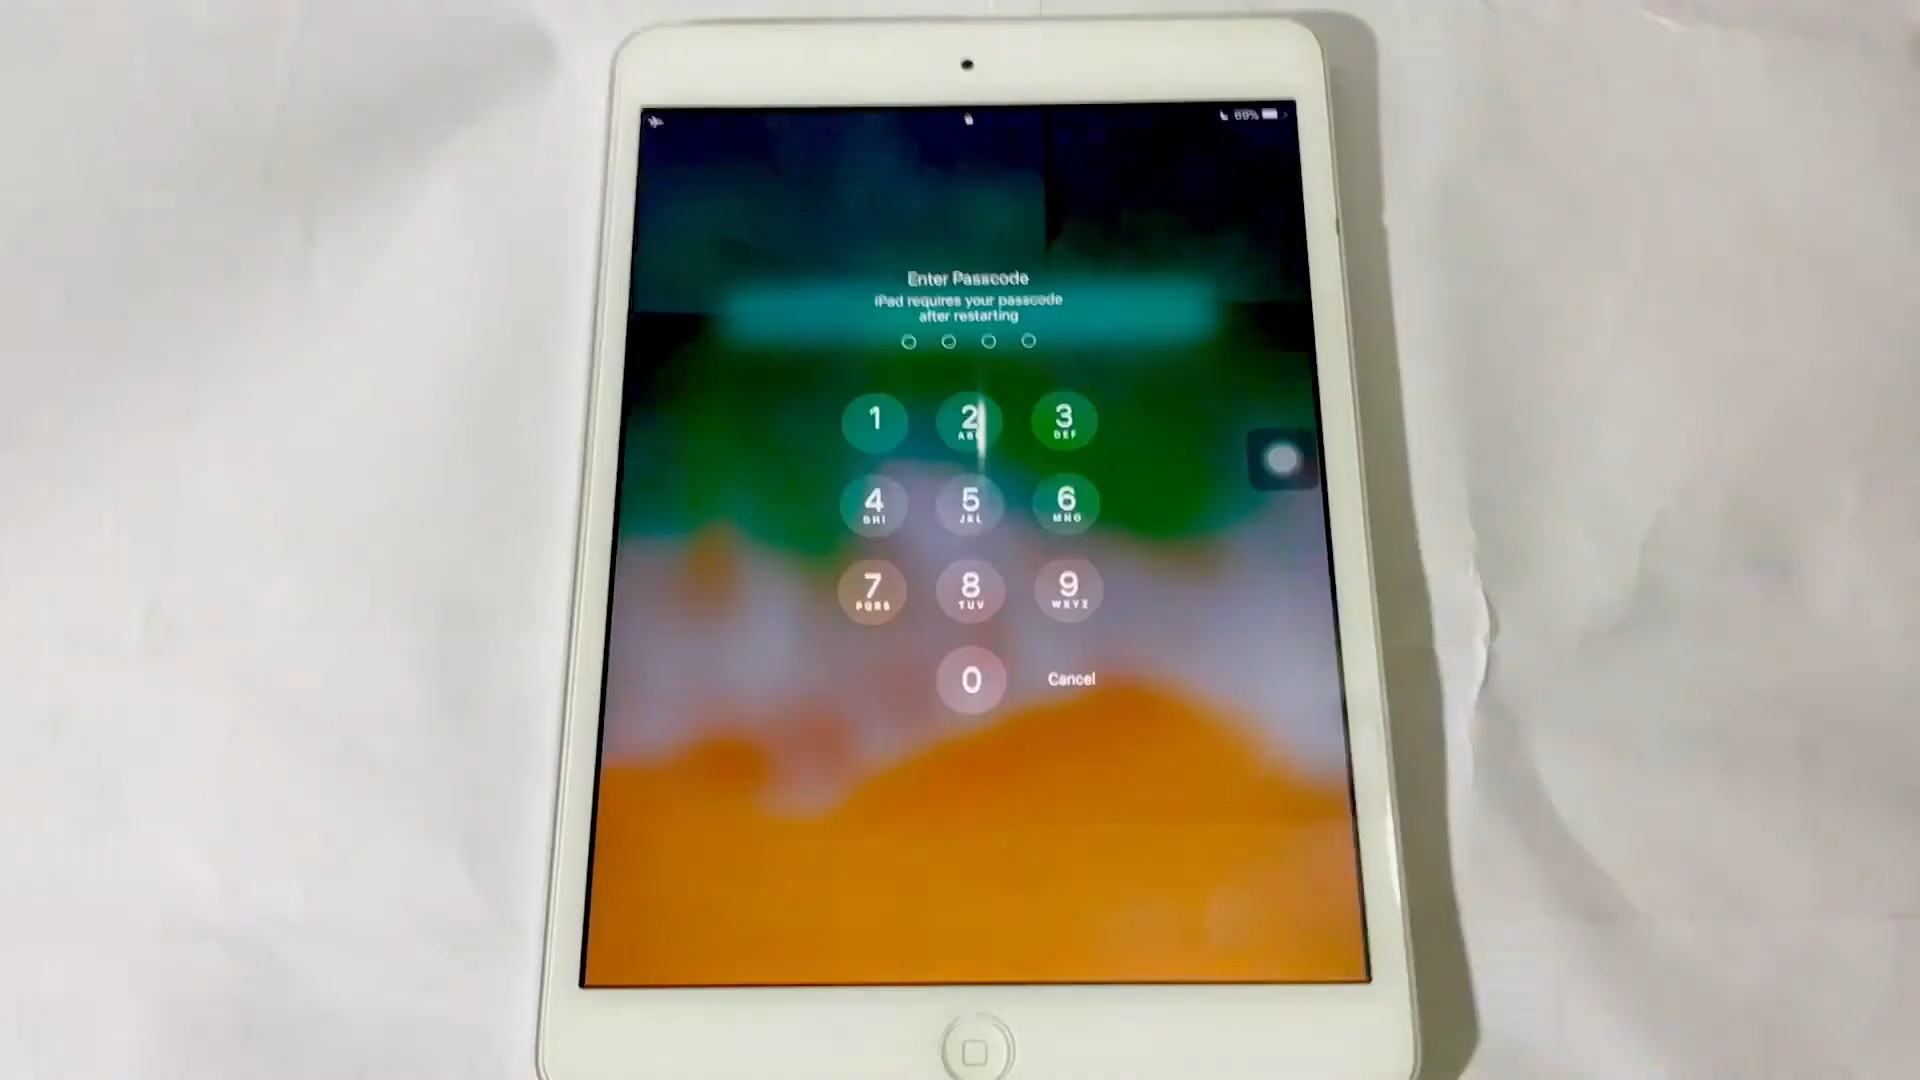 69%
Enter Passcode
iPad requires your passcode
after restarting
1 2 3
ABC DEF
4 5 6
GHI JKL MNO
7 8 9
PQRS TUV WXYZ
0 Cancel